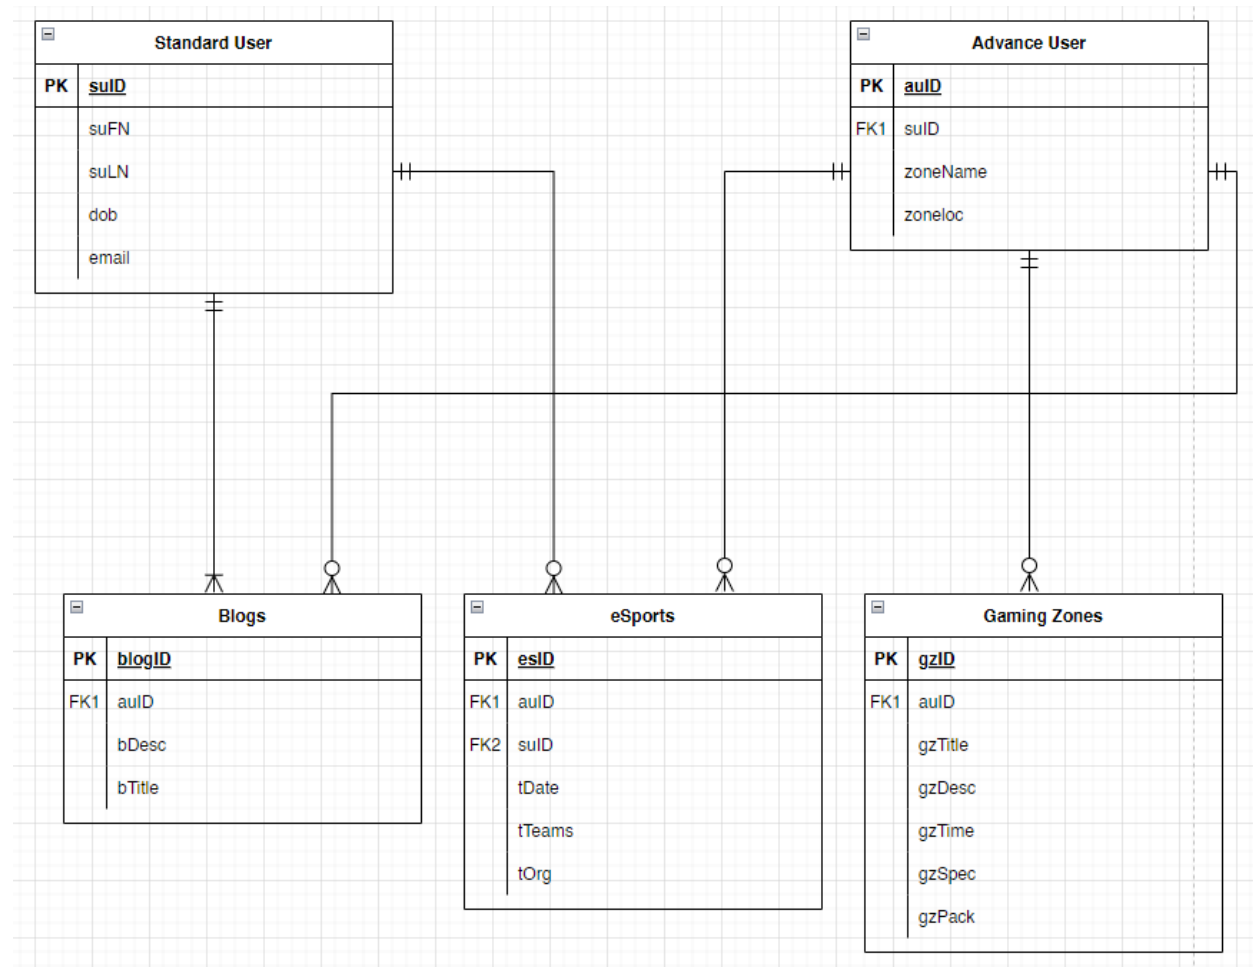 Standard User
PK suID
suFN
suLN
dob
email
Advance User
PK auID
FK1 suID
zoneName
zoneloc
Blogs
PK blogID
FK1 auID
bDesc
bTitle
eSports
PK esID
FK1 auID
FK2 suID
tDate
tTeams
tOrg
Gaming Zones
PK gzID
FK1 auID
gzTitle
gzDesc
gzTime
gzSpec
gzPack